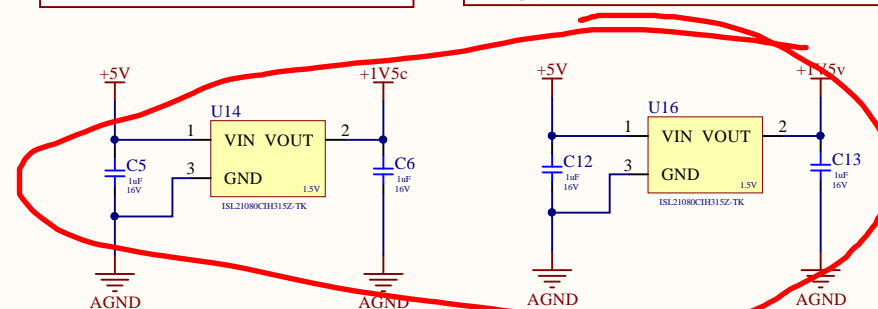 +5V
+1V5c
+5V
+1V5v
U14
U16
1
VIN VOUT
2
1
VIN VOUT
2
C5
1uF
16V
3
GND
1.5V
C6
1uF
16V
C12
1uF
16V
3
GND
1.5V
C13
1uF
16V
ISL21080CIH315Z-TK
ISL21080CIH315Z-TK
AGND
AGND
AGND
AGND